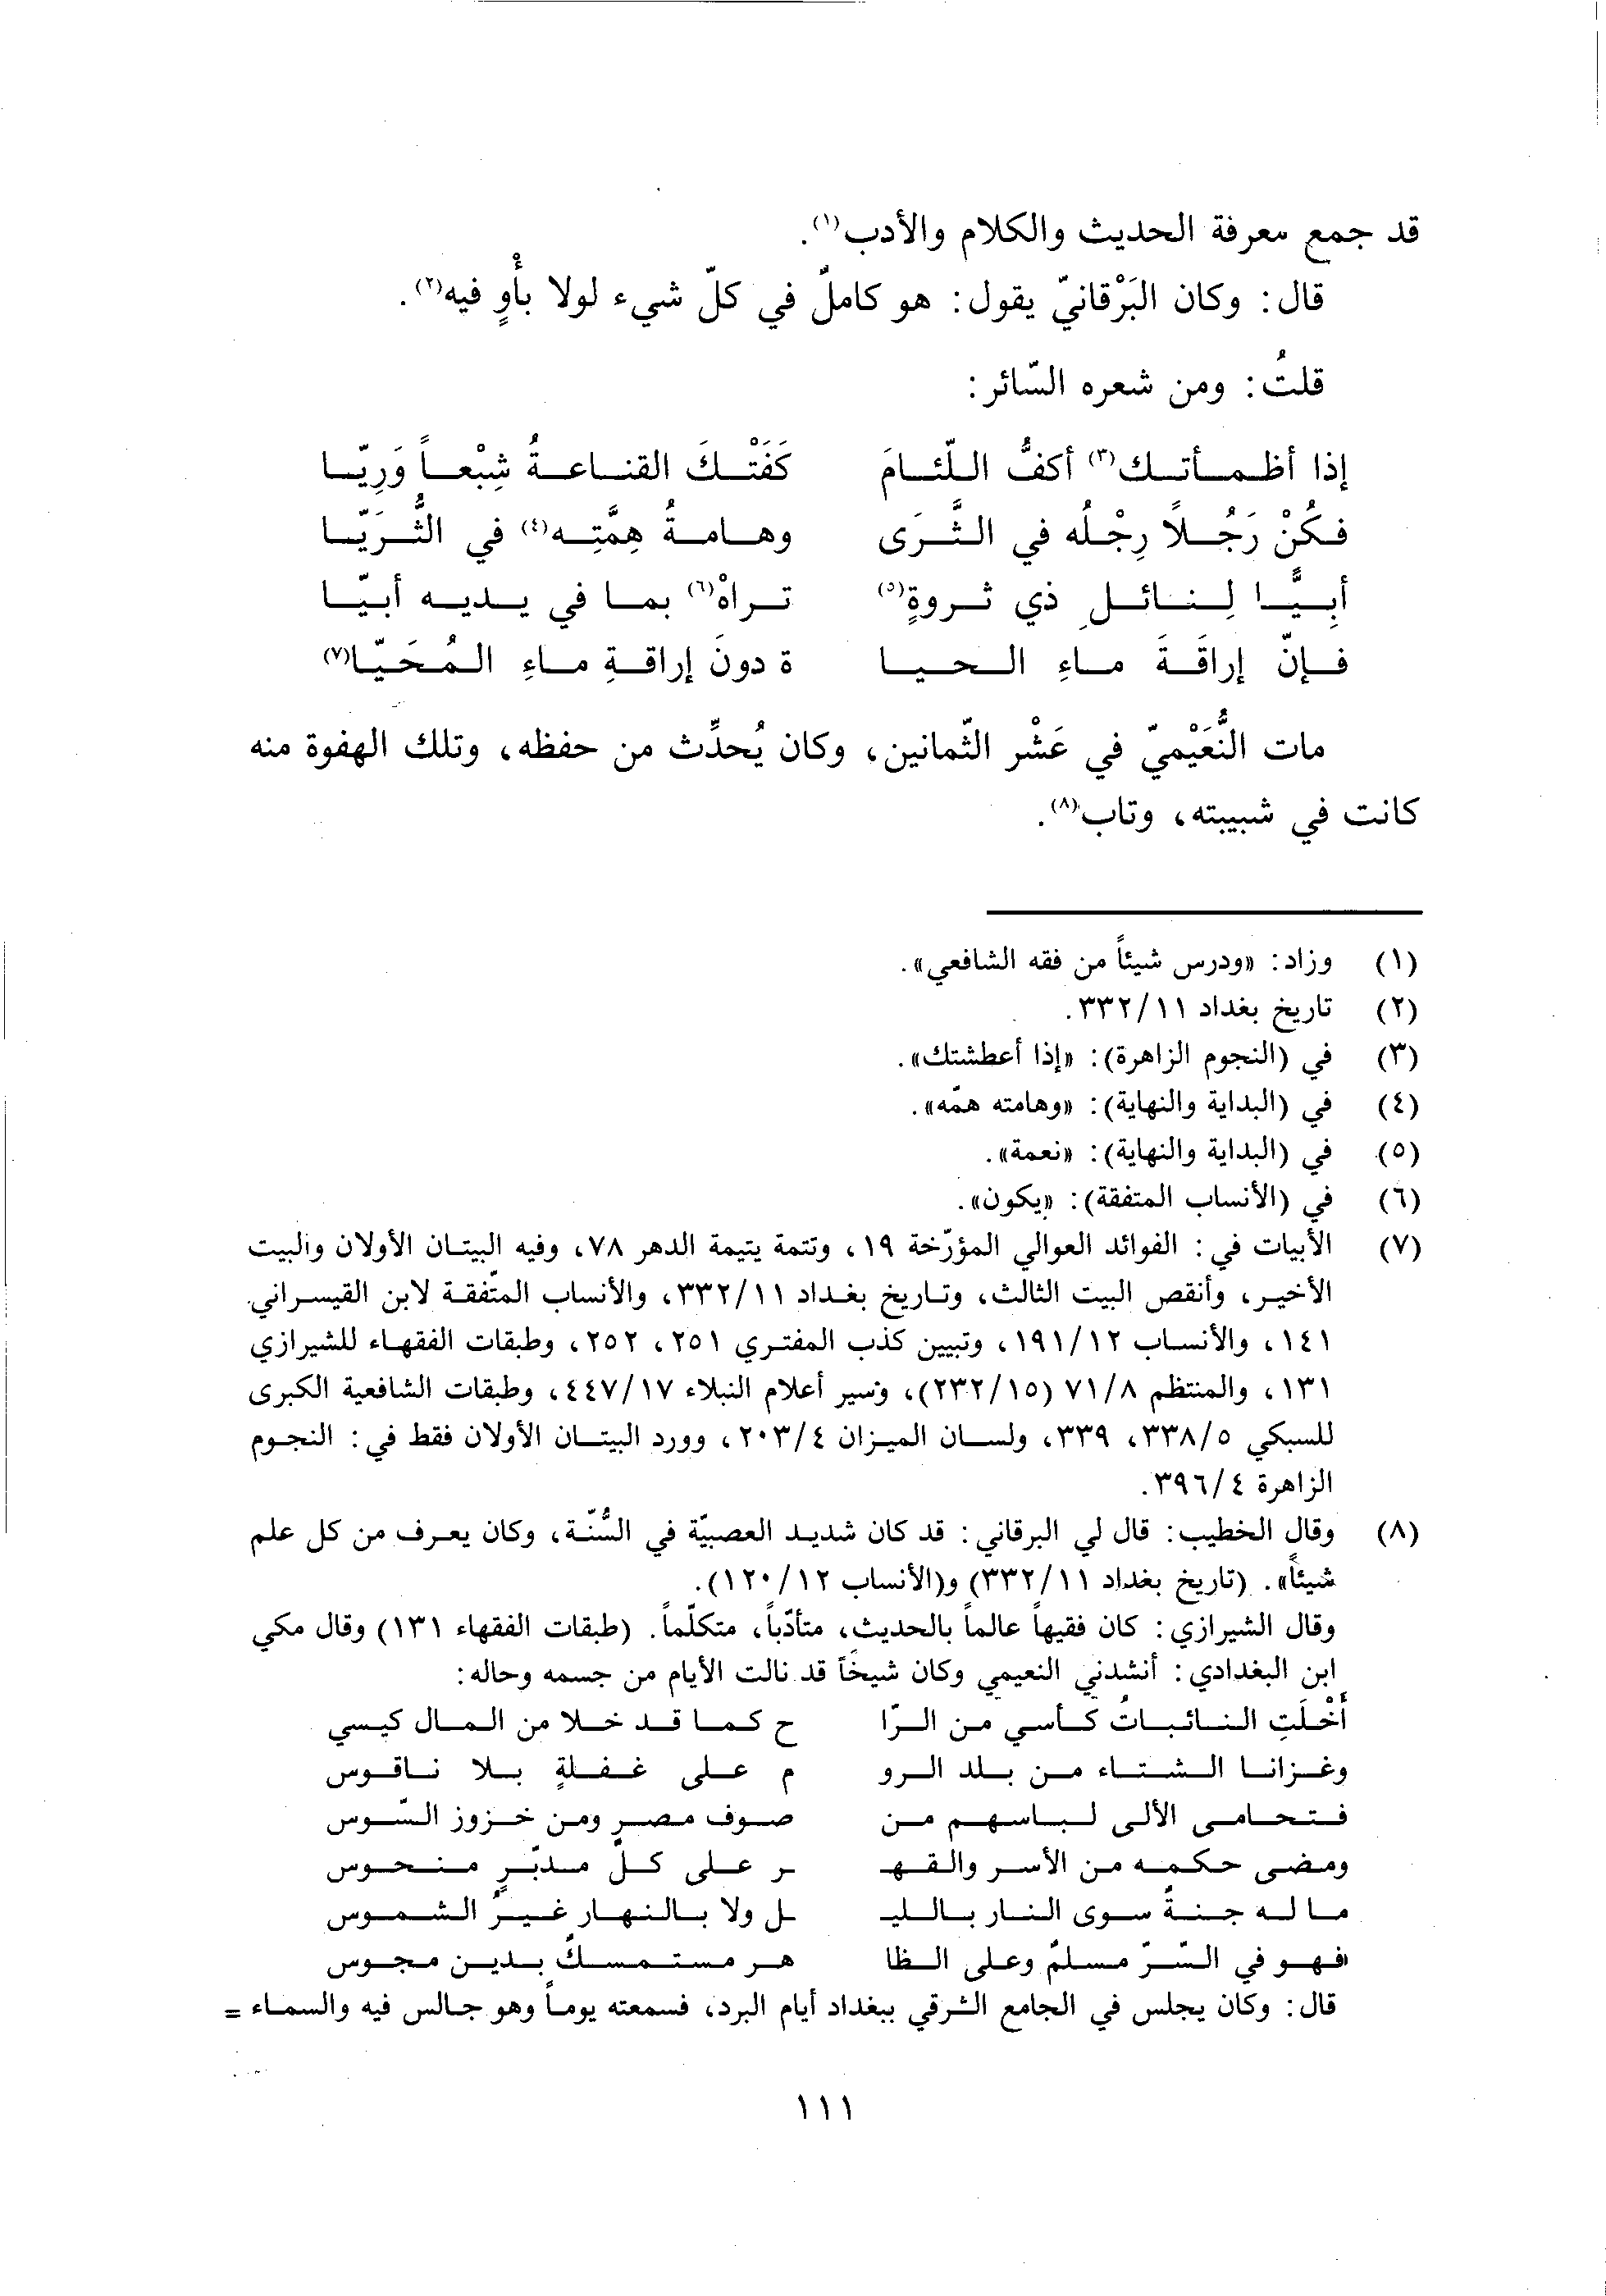 قد جمع معرفة الحديث والكلام والأدب(١).
قال: وكان البَرْقانيّ يقول: هو كاملٌ في كلّ شيء لولا بأْوٍ فيه(٢).
قلتُ: ومن شعره السّائر:
إذا أظمأتك(٣) أكفُّ اللّئامَ كَفَتْكَ القناعةُ شِبْعاً وَرِيّا
فكُنْ رَجُلاً رِجْلُه في الثَّرَى وهامةُ هِمَّتِه(٤) في الثُّرَيّا
أبِيًّا لِنائلِ ذي ثروةٍ(٥) تراهْ(٦) بما في يديه أبيّا
فإنّ إراقَةَ ماءِ الحيا ة دونَ إراقةِ ماءِ المُحَيّا(٧)
مات النُّعَيْميّ في عَشْر الثّمانين، وكان يُحدِّث من حفظه، وتلك الهفوة منه
كانت في شبيبته، وتاب(٨).
(١) وزاد: «ودرس شيئاً من فقه الشافعي».
(٢) تاريخ بغداد ١١/٣٣٢.
(٣) في (النجوم الزاهرة): «إذا أعطشتك».
(٤) في (البداية والنهاية): «وهامته همّه».
(٥) في (البداية والنهاية): «نعمة».
(٦) في (الأنساب المتفقة): «يكون».
(٧) الأبيات في: الفوائد العوالي المؤرّخة ١٩، وتتمة يتيمة الدهر ٧٨، وفيه البيتان الأولان والبيت
الأخير، وأنقص البيت الثالث، وتاريخ بغداد ١١/٣٣٢، والأنساب المتّفقة لابن القيسراني
١٤١، والأنساب ١٢/١٩١، وتبيين كذب المفتري ٢٥١، ٢٥٢، وطبقات الفقهاء للشيرازي
١٣١، والمنتظم ٨/٧١ (١٥/٢٣٢)، وسير أعلام النبلاء ١٧/٤٤٧، وطبقات الشافعية الكبرى
للسبكي ٥/٣٣٨، ٣٣٩، ولسان الميزان ٤/٢٠٣، وورد البيتان الأولان فقط في: النجوم
الزاهرة ٤/٣٩٦.
(٨) وقال الخطيب: قال لي البرقاني: قد كان شديد العصبيّة في السُّنّة، وكان يعرف من كل علم
شيئاً». (تاريخ بغداد ١١/٣٣٢) و(الأنساب ١٢/١٢٠).
وقال الشيرازي: كان فقيهاً عالماً بالحديث، متأدّباً، متكلّماً. (طبقات الفقهاء ١٣١) وقال مكي
ابن البغدادي: أنشدني النعيمي وكان شيخاً قد نالت الأيام من جسمه وحاله:
أَخْلَتِ النائباتُ كأسي من الرّا ح كما قد خلا من المال كيسي
وغزانا الشتاء من بلد الرو م على غفلةٍ بلا ناقوس
فتحامى الألى لباسهم من صوف مصرٍ ومن خزوز السّوس
ومضى حكمه من الأسر والقهـ ـر على كلّ مدبّرٍ منحوس
ما له جنةٌ سوى النار بالليـ ـل ولا بالنهار غيرُ الشموس
فهو في السّرّ مسلمٌ وعلى الظا هر مستمسكٌ بدين مجوس
قال: وكان يجلس في الجامع الشرقي ببغداد أيام البرد، فسمعته يوماً وهو جالس فيه والسماء =
١١١